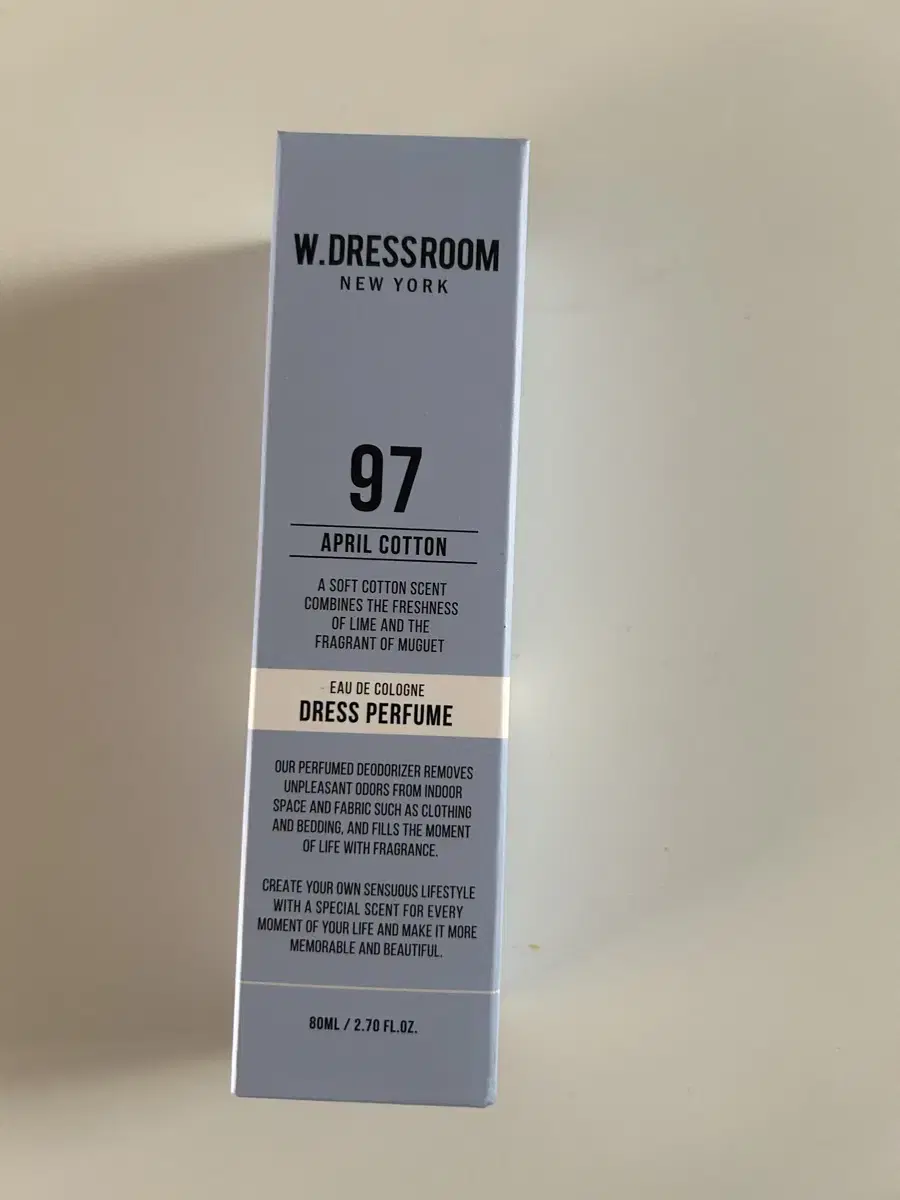 W.DRESSROOM
NEW YORK
97
APRIL COTTON
A SOFT COTTON SCENT
COMBINES THE FRESHNESS
OF LIME AND THE
FRAGRANT OF MUGUET
EAU DE COLOGNE
DRESS PERFUME
OUR PERFUMED DEODORIZER REMOVES
UNPLEASANT ODORS FROM INDOOR
SPACE AND FABRIC SUCH AS CLOTHING
AND BEDDING, AND FILLS THE MOMENT
OF LIFE WITH FRAGRANCE.
CREATE YOUR OWN SENSUOUS LIFESTYLE
WITH A SPECIAL SCENT FOR EVERY
MOMENT OF YOUR LIFE AND MAKE IT MORE
MEMORABLE AND BEAUTIFUL.
80ML / 2.70 FL.OZ.